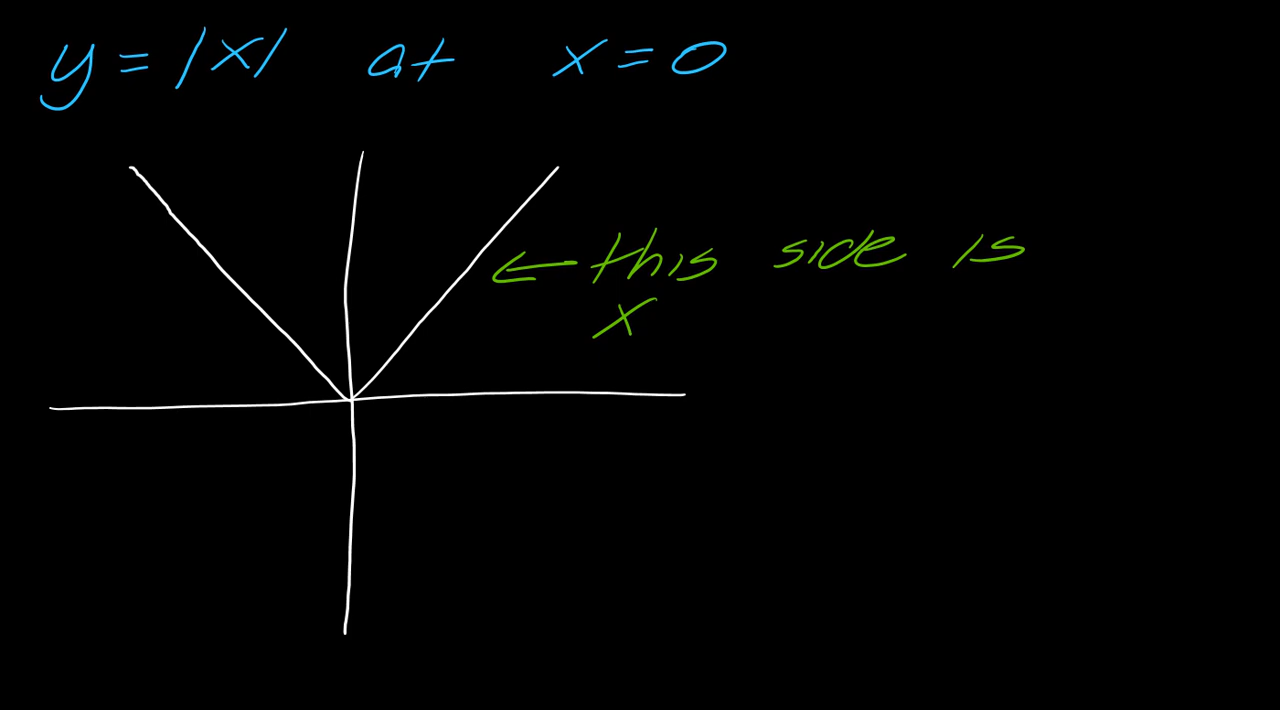 y = |x| at x = 0
← this side is
x